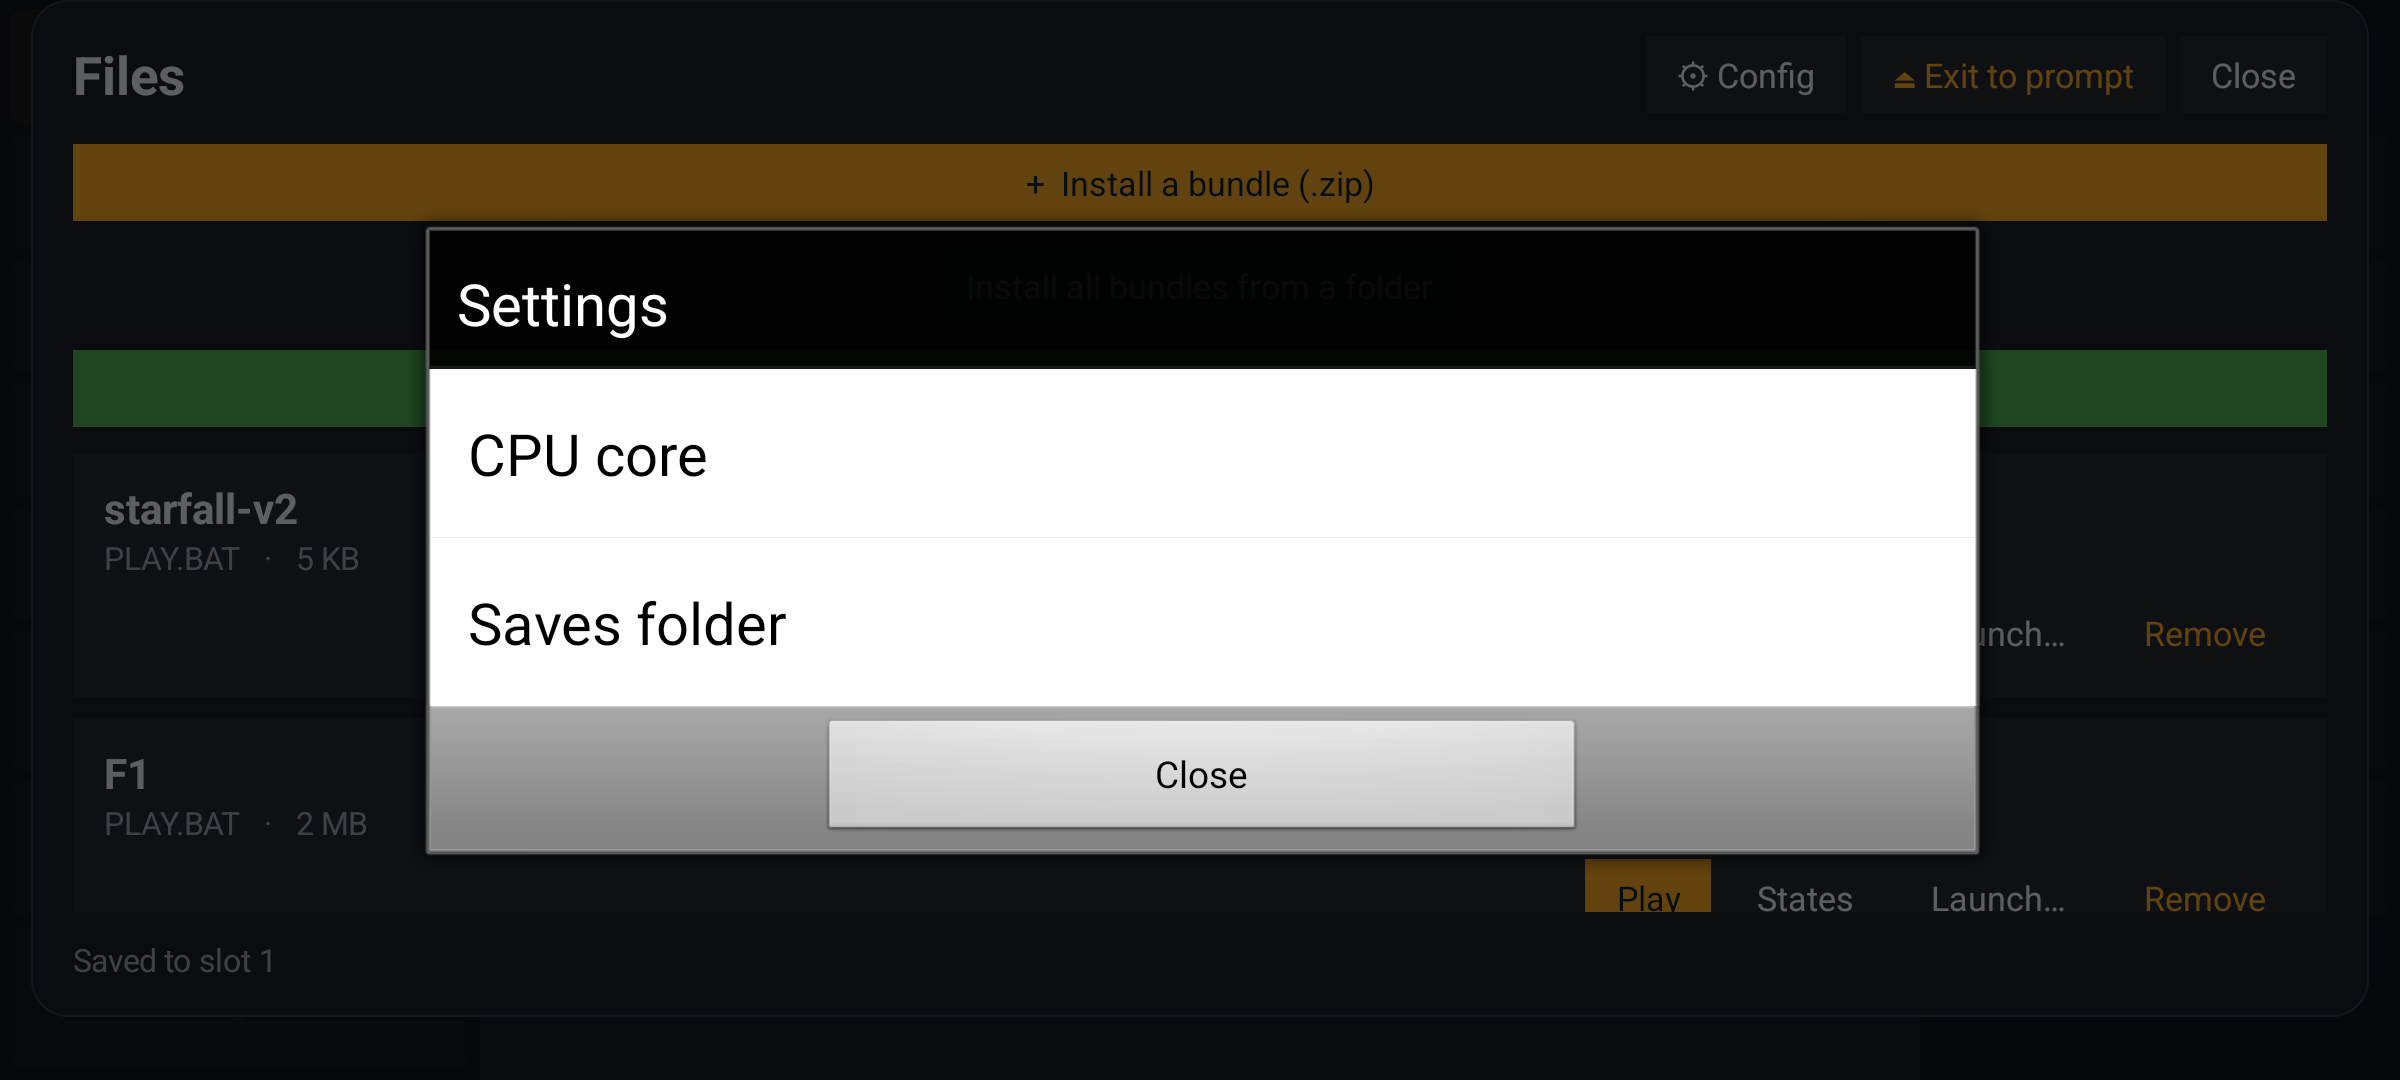 Files
Config
Exit to prompt
Close
+ Install a bundle (.zip)
Install all bundles from a folder
Settings
CPU core
Saves folder
Close
starfall-v2
PLAY.BAT · 5 KB
Remove
F1
PLAY.BAT · 2 MB
Play
States
Launch...
Remove
Saved to slot 1